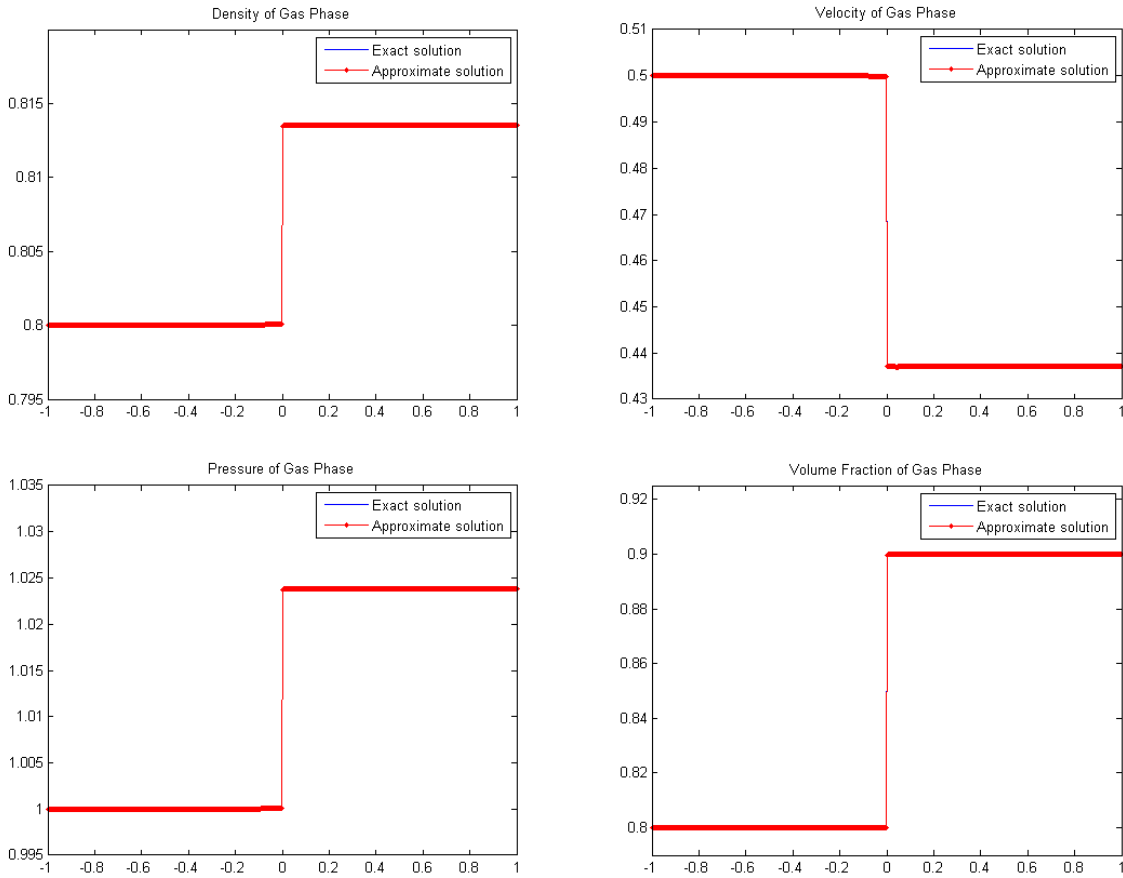 Density of Gas Phase
Exact solution
Approximate solution
0.815
0.81
0.805
0.8
0.795
-1 -0.8 -0.6 -0.4 -0.2 0 0.2 0.4 0.6 0.8 1
Velocity of Gas Phase
Exact solution
Approximate solution
0.51
0.5
0.49
0.48
0.47
0.46
0.45
0.44
0.43
-1 -0.8 -0.6 -0.4 -0.2 0 0.2 0.4 0.6 0.8 1
Pressure of Gas Phase
Exact solution
Approximate solution
1.035
1.03
1.025
1.02
1.015
1.01
1.005
1
0.995
-1 -0.8 -0.6 -0.4 -0.2 0 0.2 0.4 0.6 0.8 1
Volume Fraction of Gas Phase
Exact solution
Approximate solution
0.92
0.9
0.88
0.86
0.84
0.82
0.8
-1 -0.8 -0.6 -0.4 -0.2 0 0.2 0.4 0.6 0.8 1